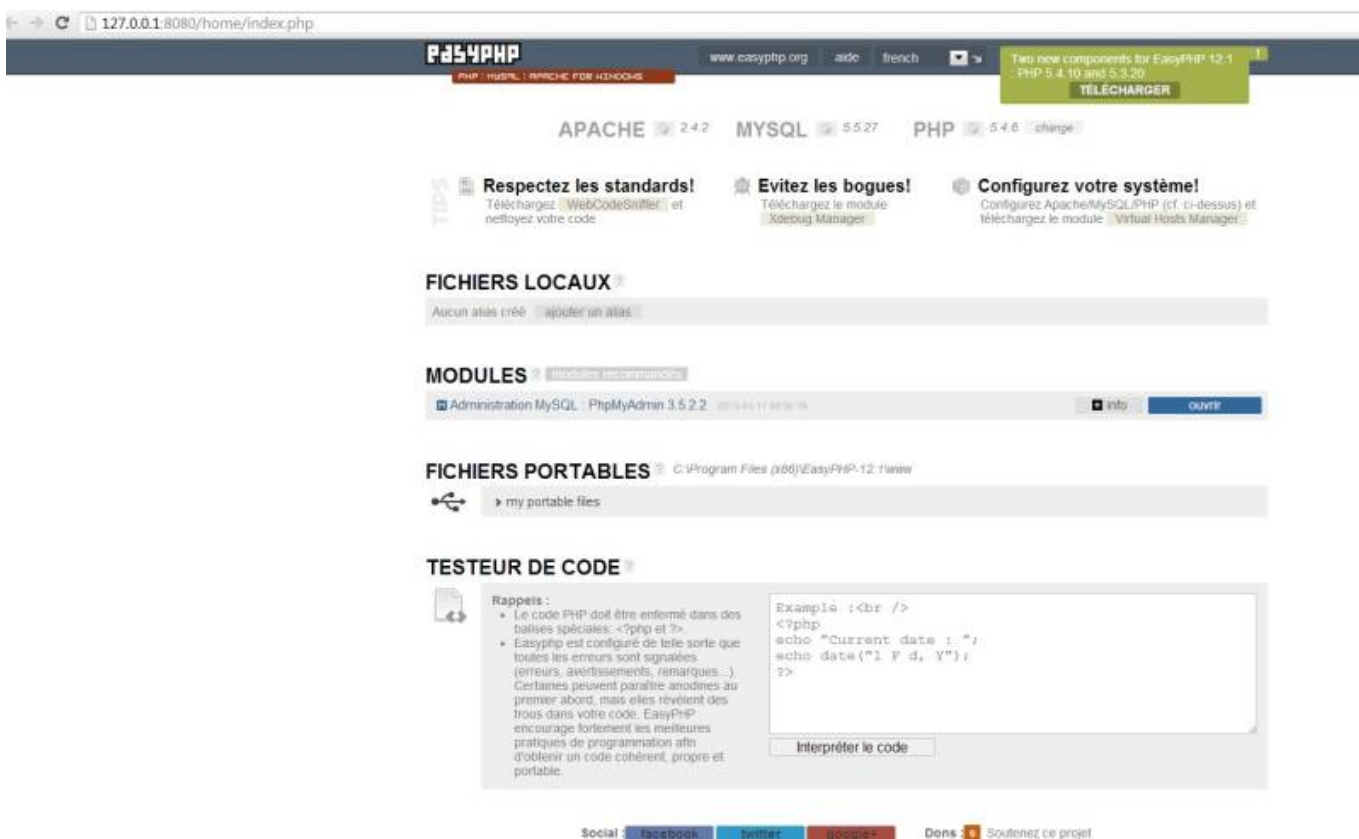 127.0.0.1:8080/home/index.php
EasyPHP
PHP : MYSQL : APACHE FOR WINDOWS
www.easyphp.org aide french
Two new components for EasyPHP 12.1
: PHP 5.4.10 and 5.3.20
TÉLÉCHARGER
APACHE 2.4.2 MYSQL 5.5.27 PHP 5.4.6 change
TIPS
Respectez les standards!
Téléchargez WebCodeSniffer et
nettoyez votre code
Evitez les bogues!
Téléchargez le module
Xdebug Manager
Configurez votre système!
Configurez Apache/MySQL/PHP (cf. ci-dessus) et
téléchargez le module Virtual Hosts Manager
FICHIERS LOCAUX ?
Aucun alias créé ajouter un alias
MODULES ? modules recommandés
Administration MySQL : PhpMyAdmin 3.5.2.2
info ouvrir
FICHIERS PORTABLES ? C:\Program Files (x86)\EasyPHP-12.1\www
my portable files
TESTEUR DE CODE ?
Rappels :
• Le code PHP doit être enfermé dans des
balises spéciales: <?php et ?>.
• Easyphp est configuré de telle sorte que
toutes les erreurs sont signalées
(erreurs, avertissements, remarques...).
Certaines peuvent paraître anodines au
premier abord, mais elles révèlent des
trous dans votre code. EasyPHP
encourage fortement les meilleures
pratiques de programmation afin
d'obtenir un code cohérent, propre et
portable.
Example :<br />
<?php
echo "Current date : ";
echo date("l F d, Y");
?>
Interpréter le code
Social : facebook twitter google+ Dons : Soutenez ce projet